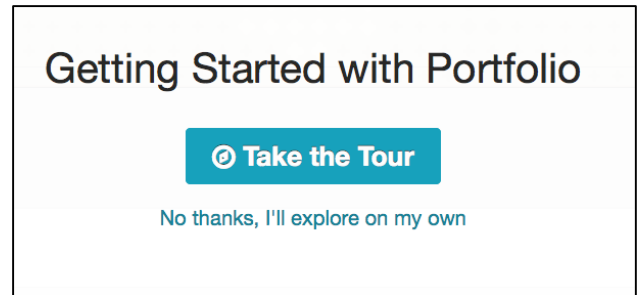 Getting Started with Portfolio
Take the Tour
No thanks, I'll explore on my own